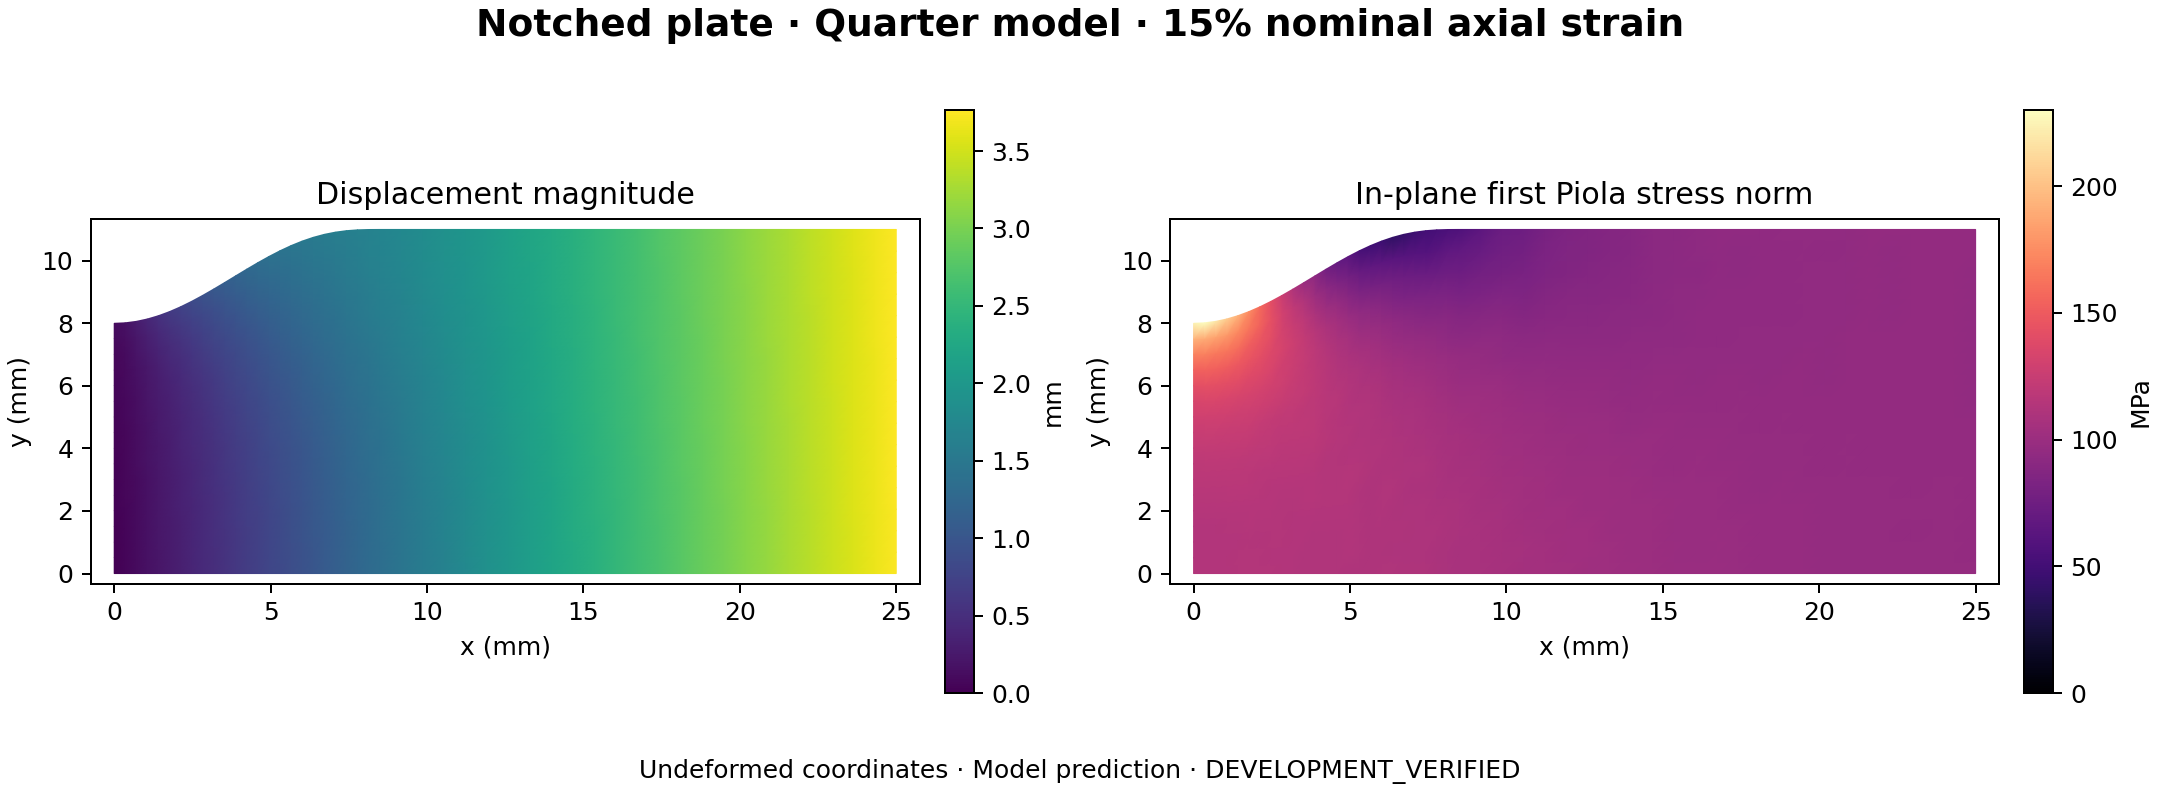 Notched plate · Quarter model · 15% nominal axial strain
Displacement magnitude
y (mm)
10
8
6
4
2
0
0 5 10 15 20 25
x (mm)
3.5
3.0
2.5
2.0
1.5
1.0
0.5
0.0
mm
In-plane first Piola stress norm
y (mm)
10
8
6
4
2
0
0 5 10 15 20 25
x (mm)
200
150
100
50
0
MPa
Undeformed coordinates · Model prediction · DEVELOPMENT_VERIFIED